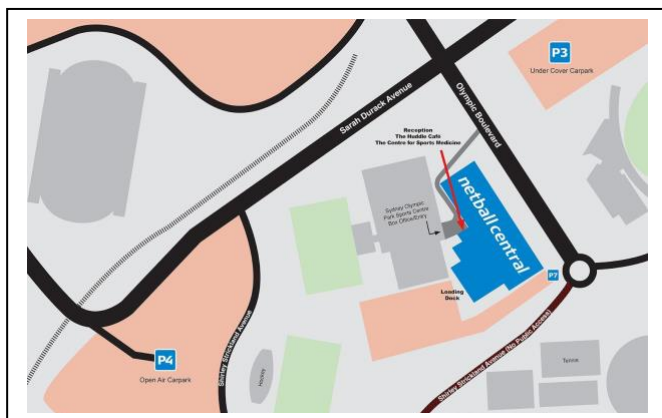 P3
Under Cover Carpark
Olympic Boulevard
Sarah Durack Avenue
Reception
The Huddle Café
The Centre for Sports Medicine
netball central
Sydney Olympic
Park Sports Centre
Box Office/Entry
Loading
Dock
P7
P4
Open Air Carpark
Shirley Strickland Avenue
Hockey
Shirley Strickland Avenue (No Public Access)
Tennis